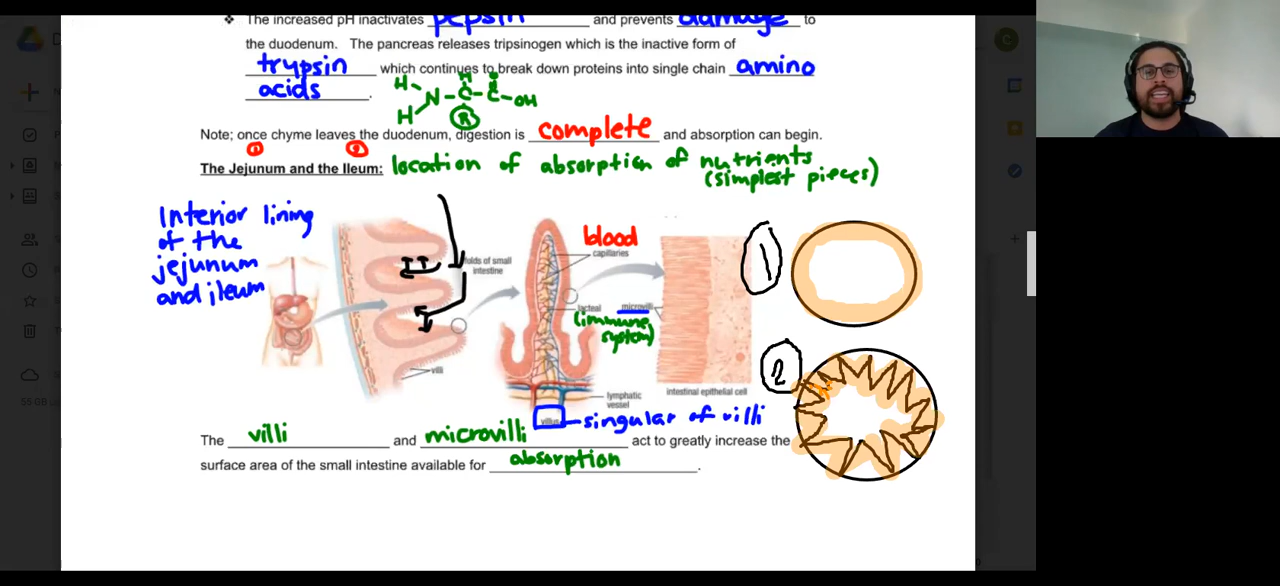 ❖ The increased pH inactivates pepsin and prevents damage to
the duodenum. The pancreas releases tripsinogen which is the inactive form of
trypsin which continues to break down proteins into single chain amino
acids.
H H
N - C - C - OH
H R
Note; once chyme leaves the duodenum, digestion is complete and absorption can begin.
1 2
The Jejunum and the Ileum: location of absorption of nutrients
(simplest pieces)
Interior lining
of the
jejunum
and ileum
folds of small
intestine
villi
blood
capillaries
lacteal
(immune
system)
microvilli
lymphatic
vessel
villus - singular of villi
intestinal epithelial cell
1
2
The villi and microvilli act to greatly increase the
surface area of the small intestine available for absorption.